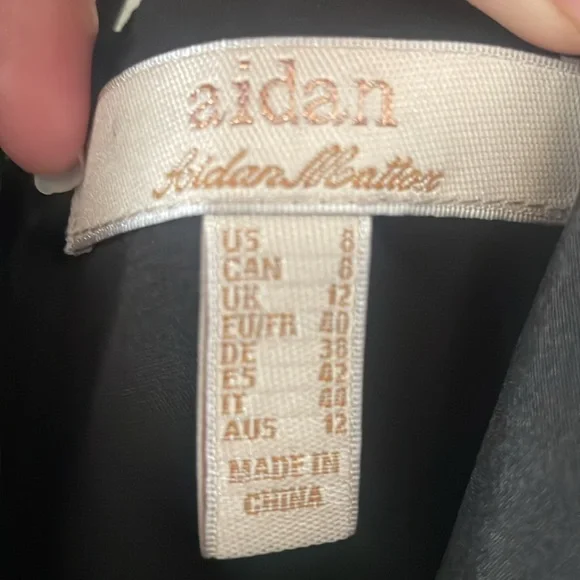 aidan
Aidan Mattox
US 8
CAN 8
UK 12
EU/FR 40
DE 38
ES 42
IT 44
AUS 12
MADE IN
CHINA